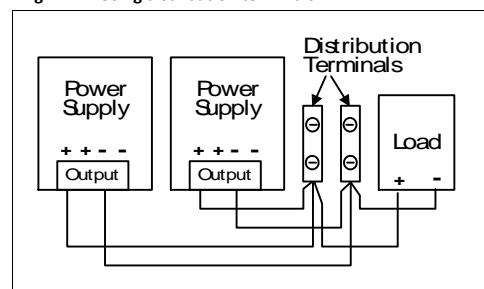 Distribution
Terminals
Power
Supply
+ + - -
Output
Power
Supply
+ + - -
Output
Load
+ -